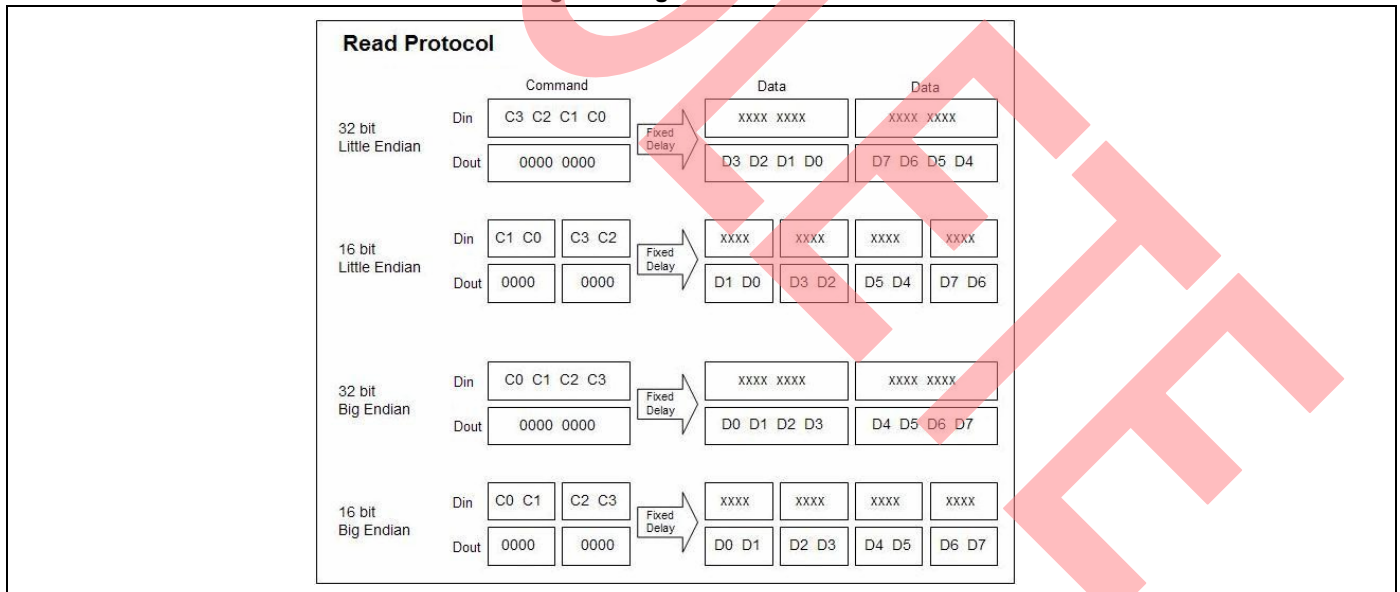 Read Protocol
Command Data Data
32 bit
Little Endian
Din C3 C2 C1 C0 Fixed Delay xxxx xxxx xxxx xxxx
Dout 0000 0000 D3 D2 D1 D0 D7 D6 D5 D4
16 bit
Little Endian
Din C1 C0 C3 C2 Fixed Delay xxxx xxxx xxxx xxxx
Dout 0000 0000 D1 D0 D3 D2 D5 D4 D7 D6
32 bit
Big Endian
Din C0 C1 C2 C3 Fixed Delay xxxx xxxx xxxx xxxx
Dout 0000 0000 D0 D1 D2 D3 D4 D5 D6 D7
16 bit
Big Endian
Din C0 C1 C2 C3 Fixed Delay xxxx xxxx xxxx xxxx
Dout 0000 0000 D0 D1 D2 D3 D4 D5 D6 D7